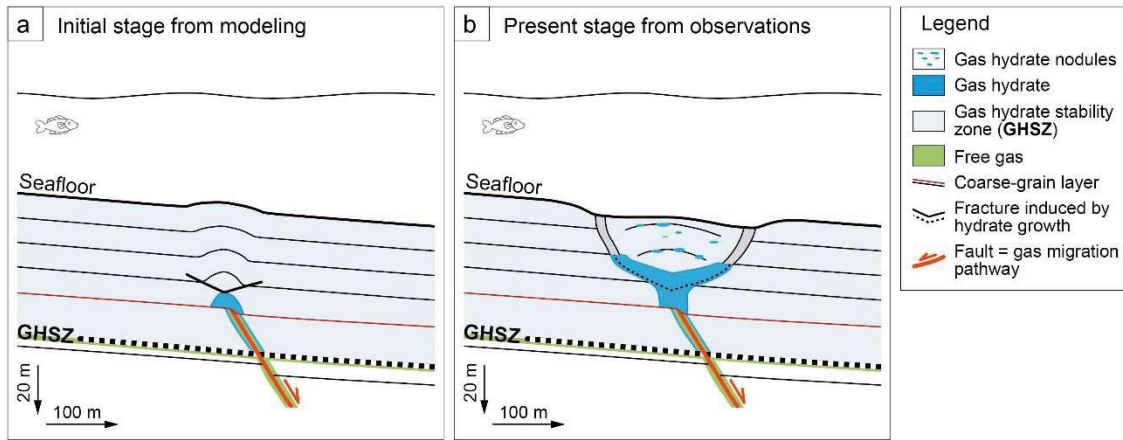 a Initial stage from modeling
Seafloor
GHSZ
20 m
100 m
b Present stage from observations
Seafloor
GHSZ
20 m
100 m
Legend
Gas hydrate nodules
Gas hydrate
Gas hydrate stability
zone (GHSZ)
Free gas
Coarse-grain layer
Fracture induced by
hydrate growth
Fault = gas migration
pathway